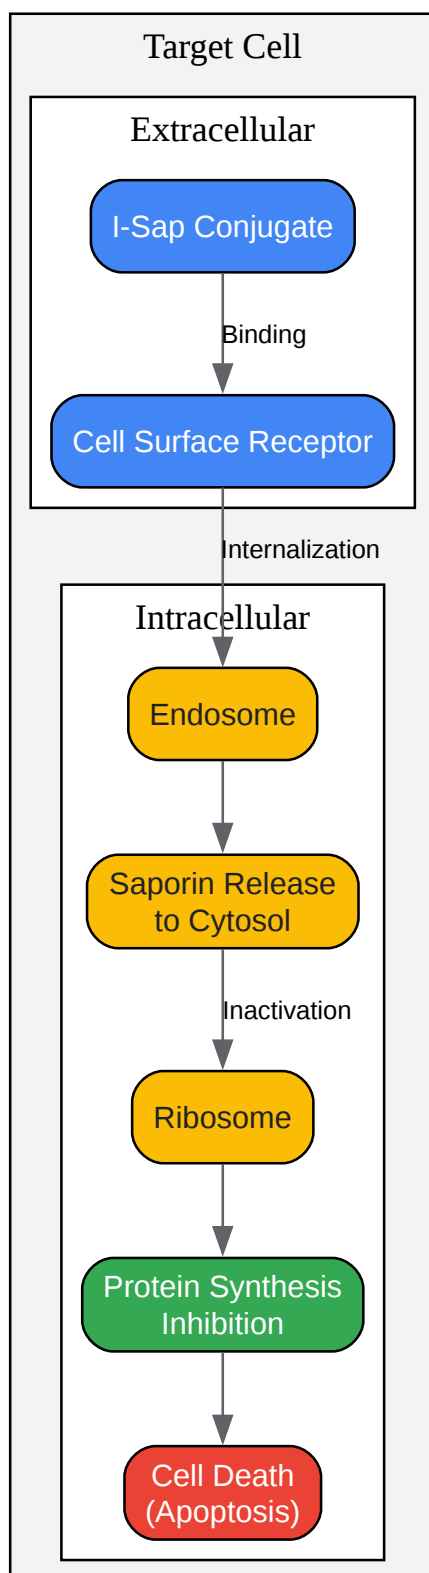 Target Cell
Extracellular
I-Sap Conjugate
Binding
Cell Surface Receptor
Internalization
Intracellular
Endosome
Saporin Release
to Cytosol
Inactivation
Ribosome
Protein Synthesis
Inhibition
Cell Death
(Apoptosis)